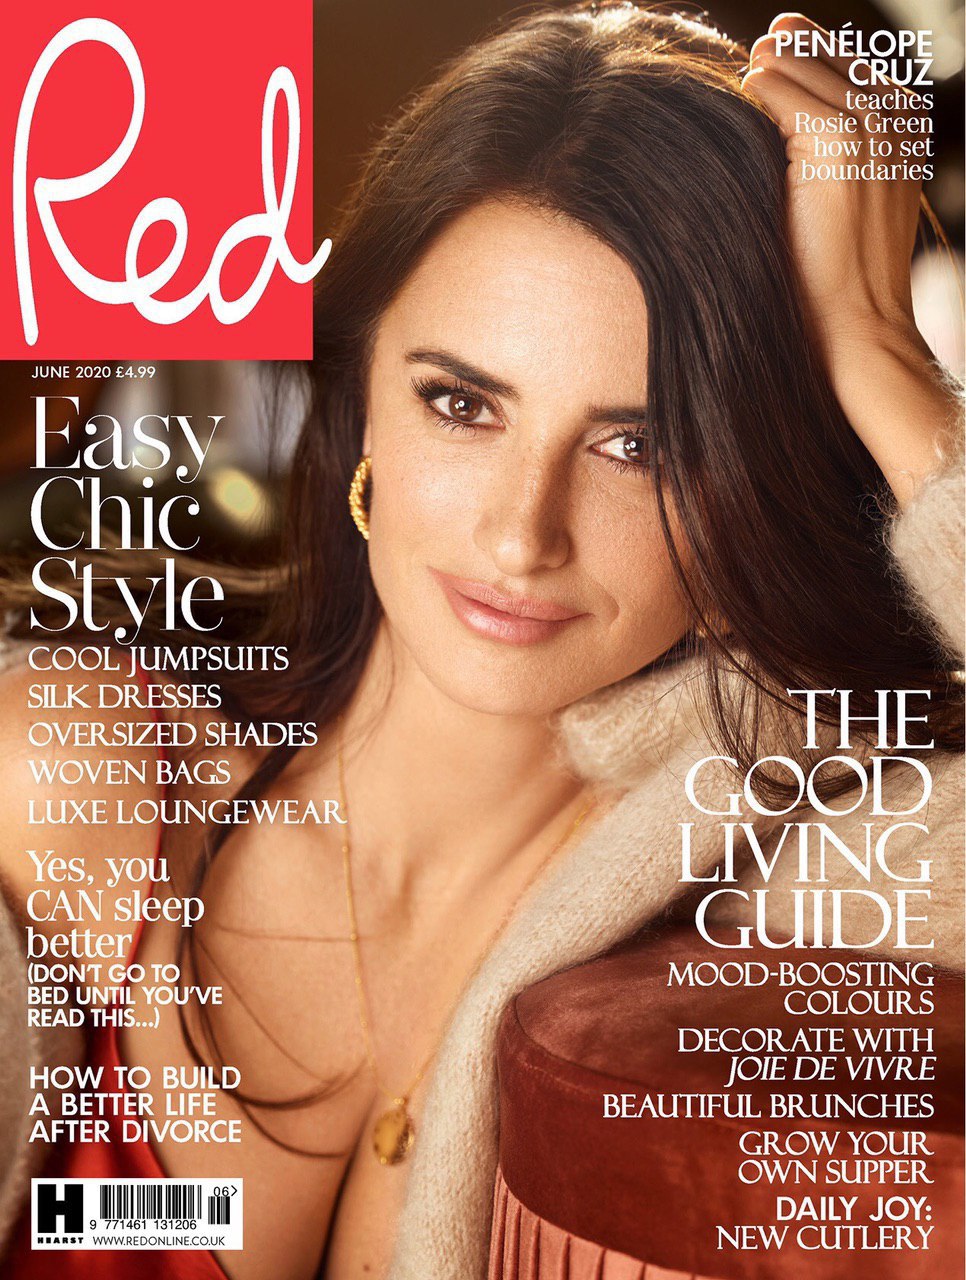 Red
PENÉLOPE
CRUZ
teaches
Rosie Green
how to set
boundaries
JUNE 2020 £4.99
Easy
Chic
Style
COOL JUMPSUITS
SILK DRESSES
OVERSIZED SHADES
WOVEN BAGS
LUXE LOUNGEWEAR
Yes, you
CAN sleep
better
(DON'T GO TO
BED UNTIL YOU'VE
READ THIS...)
HOW TO BUILD
A BETTER LIFE
AFTER DIVORCE
THE
GOOD
LIVING
GUIDE
MOOD-BOOSTING
COLOURS
DECORATE WITH
JOIE DE VIVRE
BEAUTIFUL BRUNCHES
GROW YOUR
OWN SUPPER
DAILY JOY:
NEW CUTLERY
H
HEARST
06>
9 771461 131206
WWW.REDONLINE.CO.UK